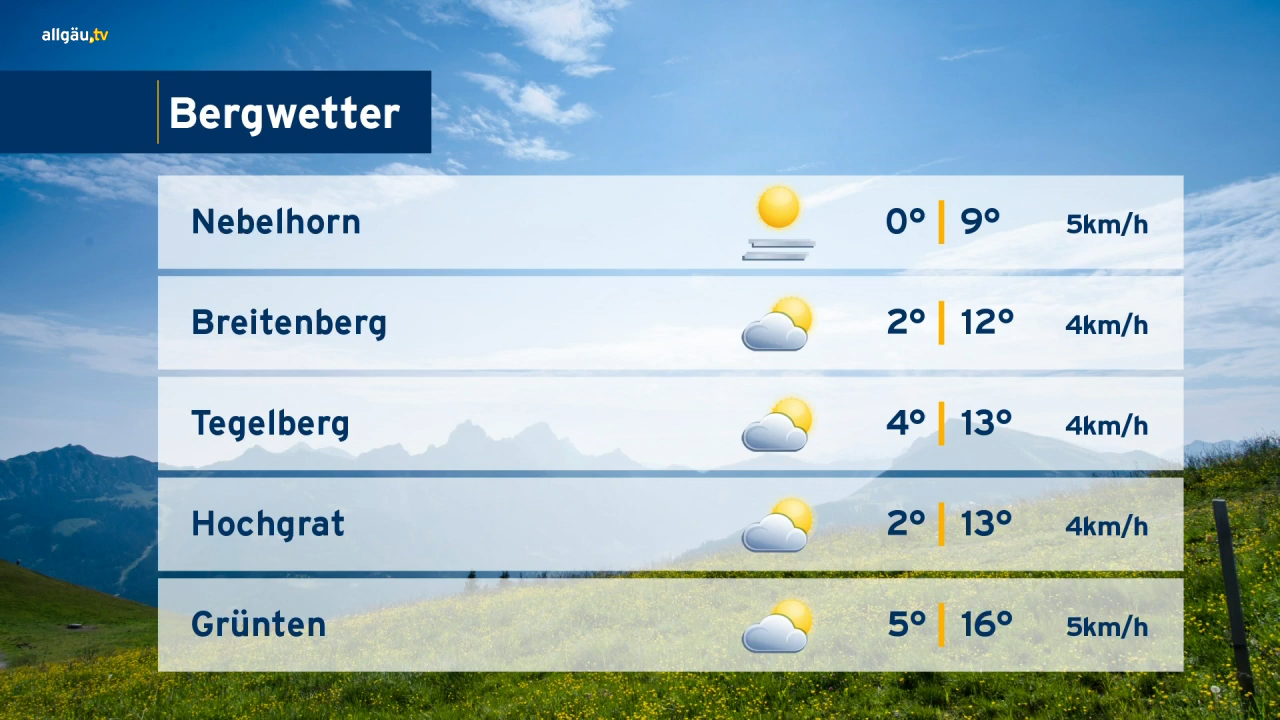 allgäu.tv
Bergwetter
Nebelhorn 0° | 9° 5km/h
Breitenberg 2° | 12° 4km/h
Tegelberg 4° | 13° 4km/h
Hochgrat 2° | 13° 4km/h
Grünten 5° | 16° 5km/h